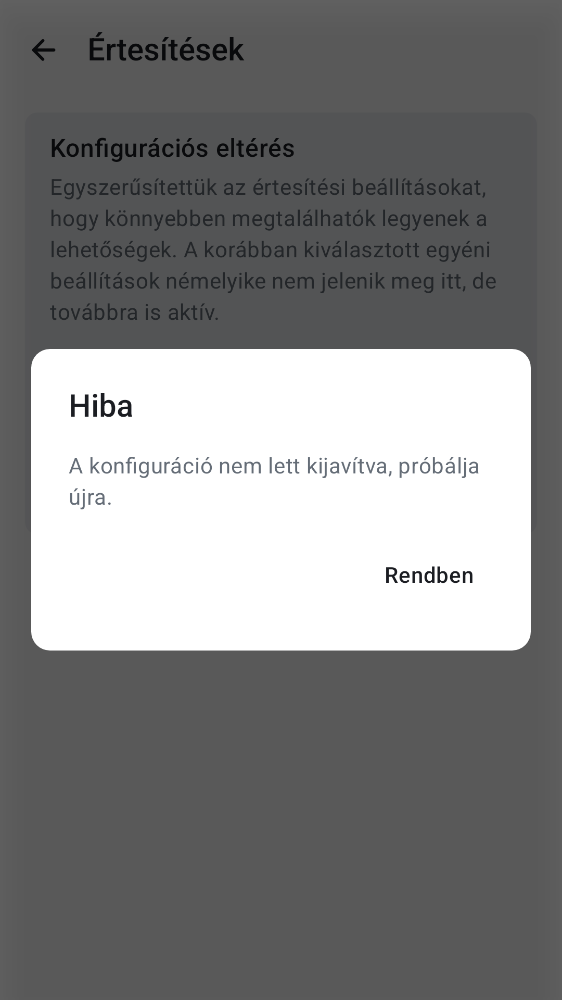 Értesítések
Konfigurációs eltérés
Egyszerűsítettük az értesítési beállításokat,
hogy könnyebben megtalálhatók legyenek a
lehetőségek. A korábban kiválasztott egyéni
beállítások némelyike nem jelenik meg itt, de
továbbra is aktív.
Hiba
A konfiguráció nem lett kijavítva, próbálja
újra.
Rendben